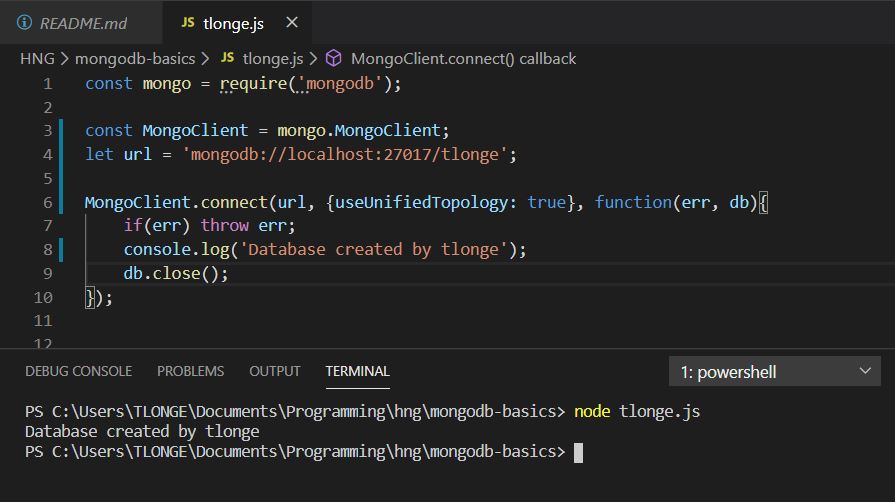 README.md
JS tlonge.js
HNG > mongodb-basics > JS tlonge.js > MongoClient.connect() callback
1 const mongo = require('mongodb');
2
3 const MongoClient = mongo.MongoClient;
4 let url = 'mongodb://localhost:27017/tlonge';
5
6 MongoClient.connect(url, {useUnifiedTopology: true}, function(err, db){
7 if(err) throw err;
8 console.log('Database created by tlonge');
9 db.close();
10 });
11
12
DEBUG CONSOLE PROBLEMS OUTPUT TERMINAL 1: powershell
PS C:\Users\TLONGE\Documents\Programming\hng\mongodb-basics> node tlonge.js
Database created by tlonge
PS C:\Users\TLONGE\Documents\Programming\hng\mongodb-basics>